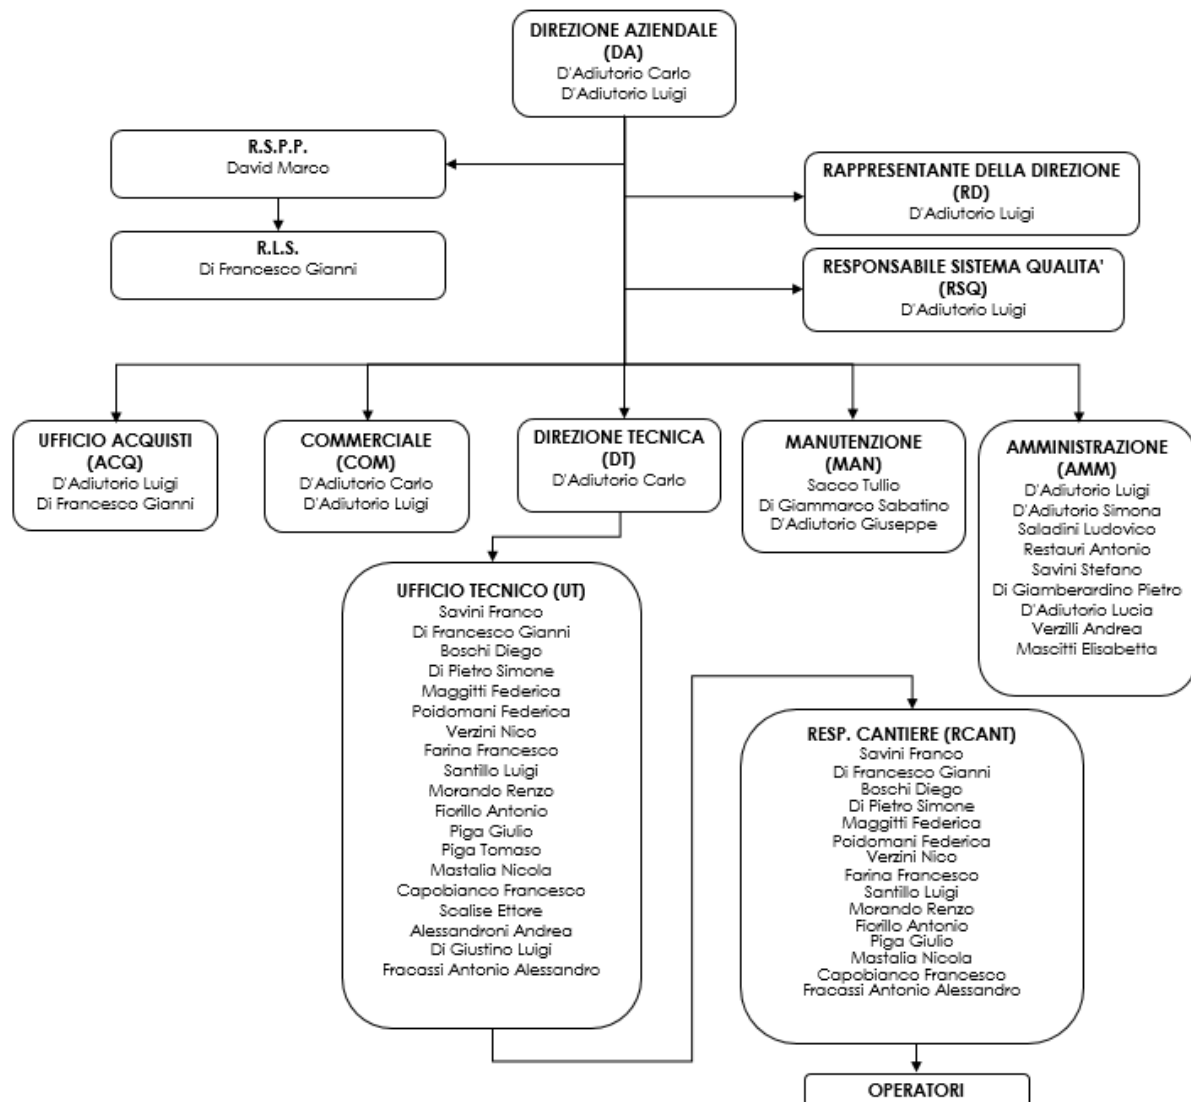 DIREZIONE AZIENDALE
(DA)
D'Adiutorio Carlo
D'Adiutorio Luigi
R.S.P.P.
David Marco
R.L.S.
Di Francesco Gianni
RAPPRESENTANTE DELLA DIREZIONE
(RD)
D'Adiutorio Luigi
RESPONSABILE SISTEMA QUALITA'
(RSQ)
D'Adiutorio Luigi
UFFICIO ACQUISTI
(ACQ)
D'Adiutorio Luigi
Di Francesco Gianni
COMMERCIALE
(COM)
D'Adiutorio Carlo
D'Adiutorio Luigi
DIREZIONE TECNICA
(DT)
D'Adiutorio Carlo
MANUTENZIONE
(MAN)
Sacco Tullio
Di Giammarco Sabatino
D'Adiutorio Giuseppe
AMMINISTRAZIONE
(AMM)
D'Adiutorio Luigi
D'Adiutorio Simona
Saladini Ludovico
Restauri Antonio
Savini Stefano
Di Giamberardino Pietro
D'Adiutorio Lucia
Verzilli Andrea
Mascitti Elisabetta
UFFICIO TECNICO (UT)
Savini Franco
Di Francesco Gianni
Boschi Diego
Di Pietro Simone
Maggitti Federica
Poidomani Federica
Verzini Nico
Farina Francesco
Santillo Luigi
Morando Renzo
Fiorillo Antonio
Piga Giulio
Piga Tomaso
Mastalia Nicola
Capobianco Francesco
Scalise Ettore
Alessandroni Andrea
Di Giustino Luigi
Fracassi Antonio Alessandro
RESP. CANTIERE (RCANT)
Savini Franco
Di Francesco Gianni
Boschi Diego
Di Pietro Simone
Maggitti Federica
Poidomani Federica
Verzini Nico
Farina Francesco
Santillo Luigi
Morando Renzo
Fiorillo Antonio
Piga Giulio
Mastalia Nicola
Capobianco Francesco
Fracassi Antonio Alessandro
OPERATORI